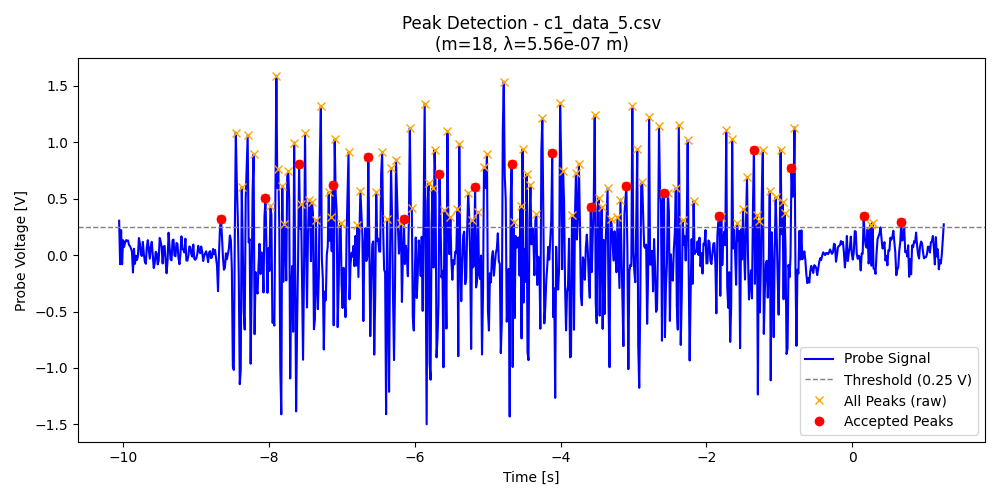 Peak Detection - c1_data_5.csv
(m=18, λ=5.56e-07 m)
Probe Voltage [V]
1.5
1.0
0.5
0.0
−0.5
−1.0
−1.5
−10
−8
−6
−4
−2
0
Time [s]
Probe Signal
Threshold (0.25 V)
All Peaks (raw)
Accepted Peaks